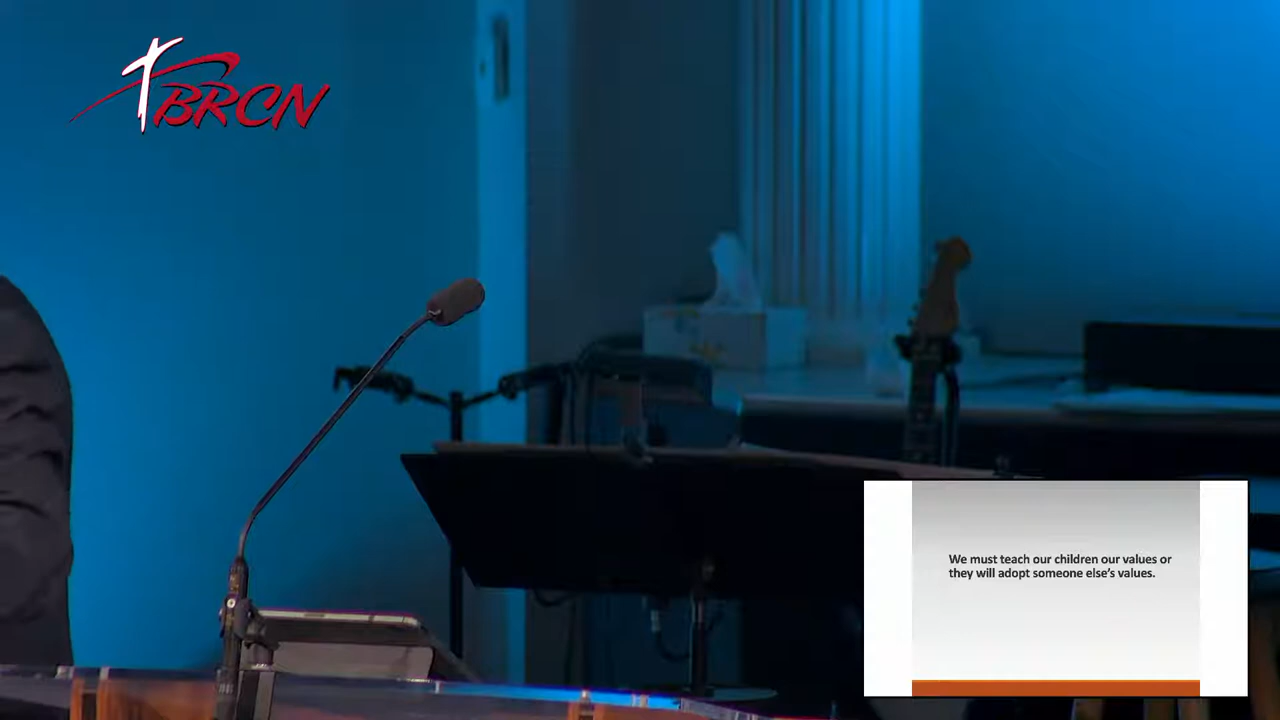 BRCN
We must teach our children our values or
they will adopt someone else's values.